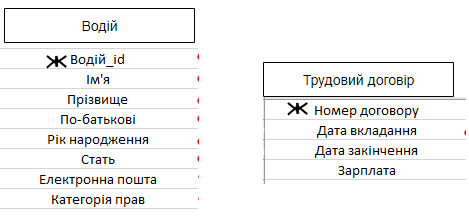 Водій
Ж Водій_id
Ім'я
Прізвище
По-батькові
Рік народження
Стать
Електронна пошта
Категорія прав
Трудовий договір
Ж Номер договору
Дата вкладання
Дата закінчення
Зарплата